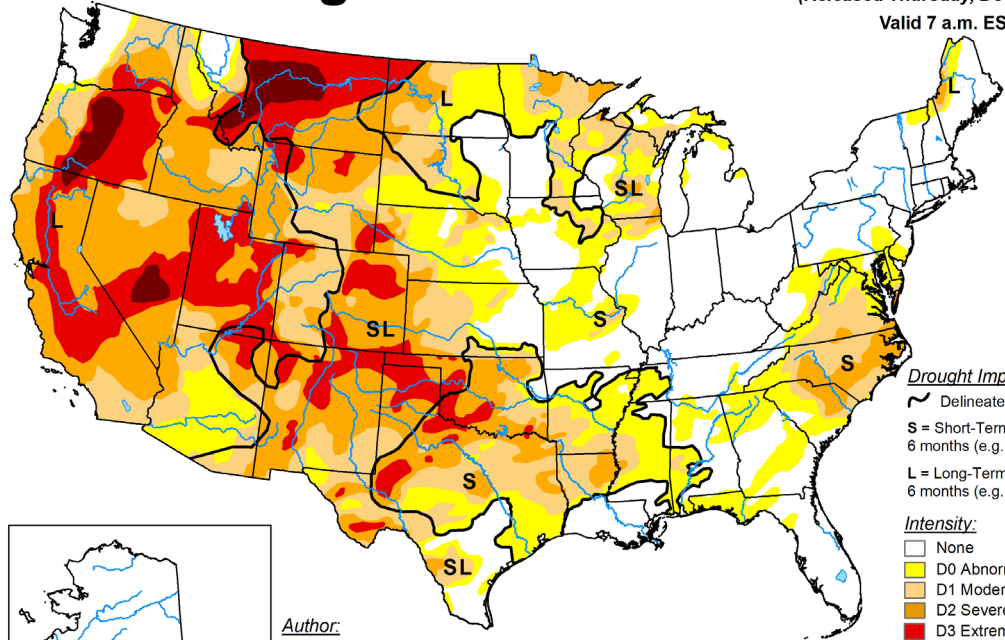 Valid 7 a.m. ES
L
L
SL
L
S
SL
S
S
SL
Drought Imp
Delineate
S = Short-Term
6 months (e.g.
L = Long-Term
6 months (e.g.
Intensity:
None
D0 Abnorm
D1 Modera
D2 Severe
D3 Extrem
Author: